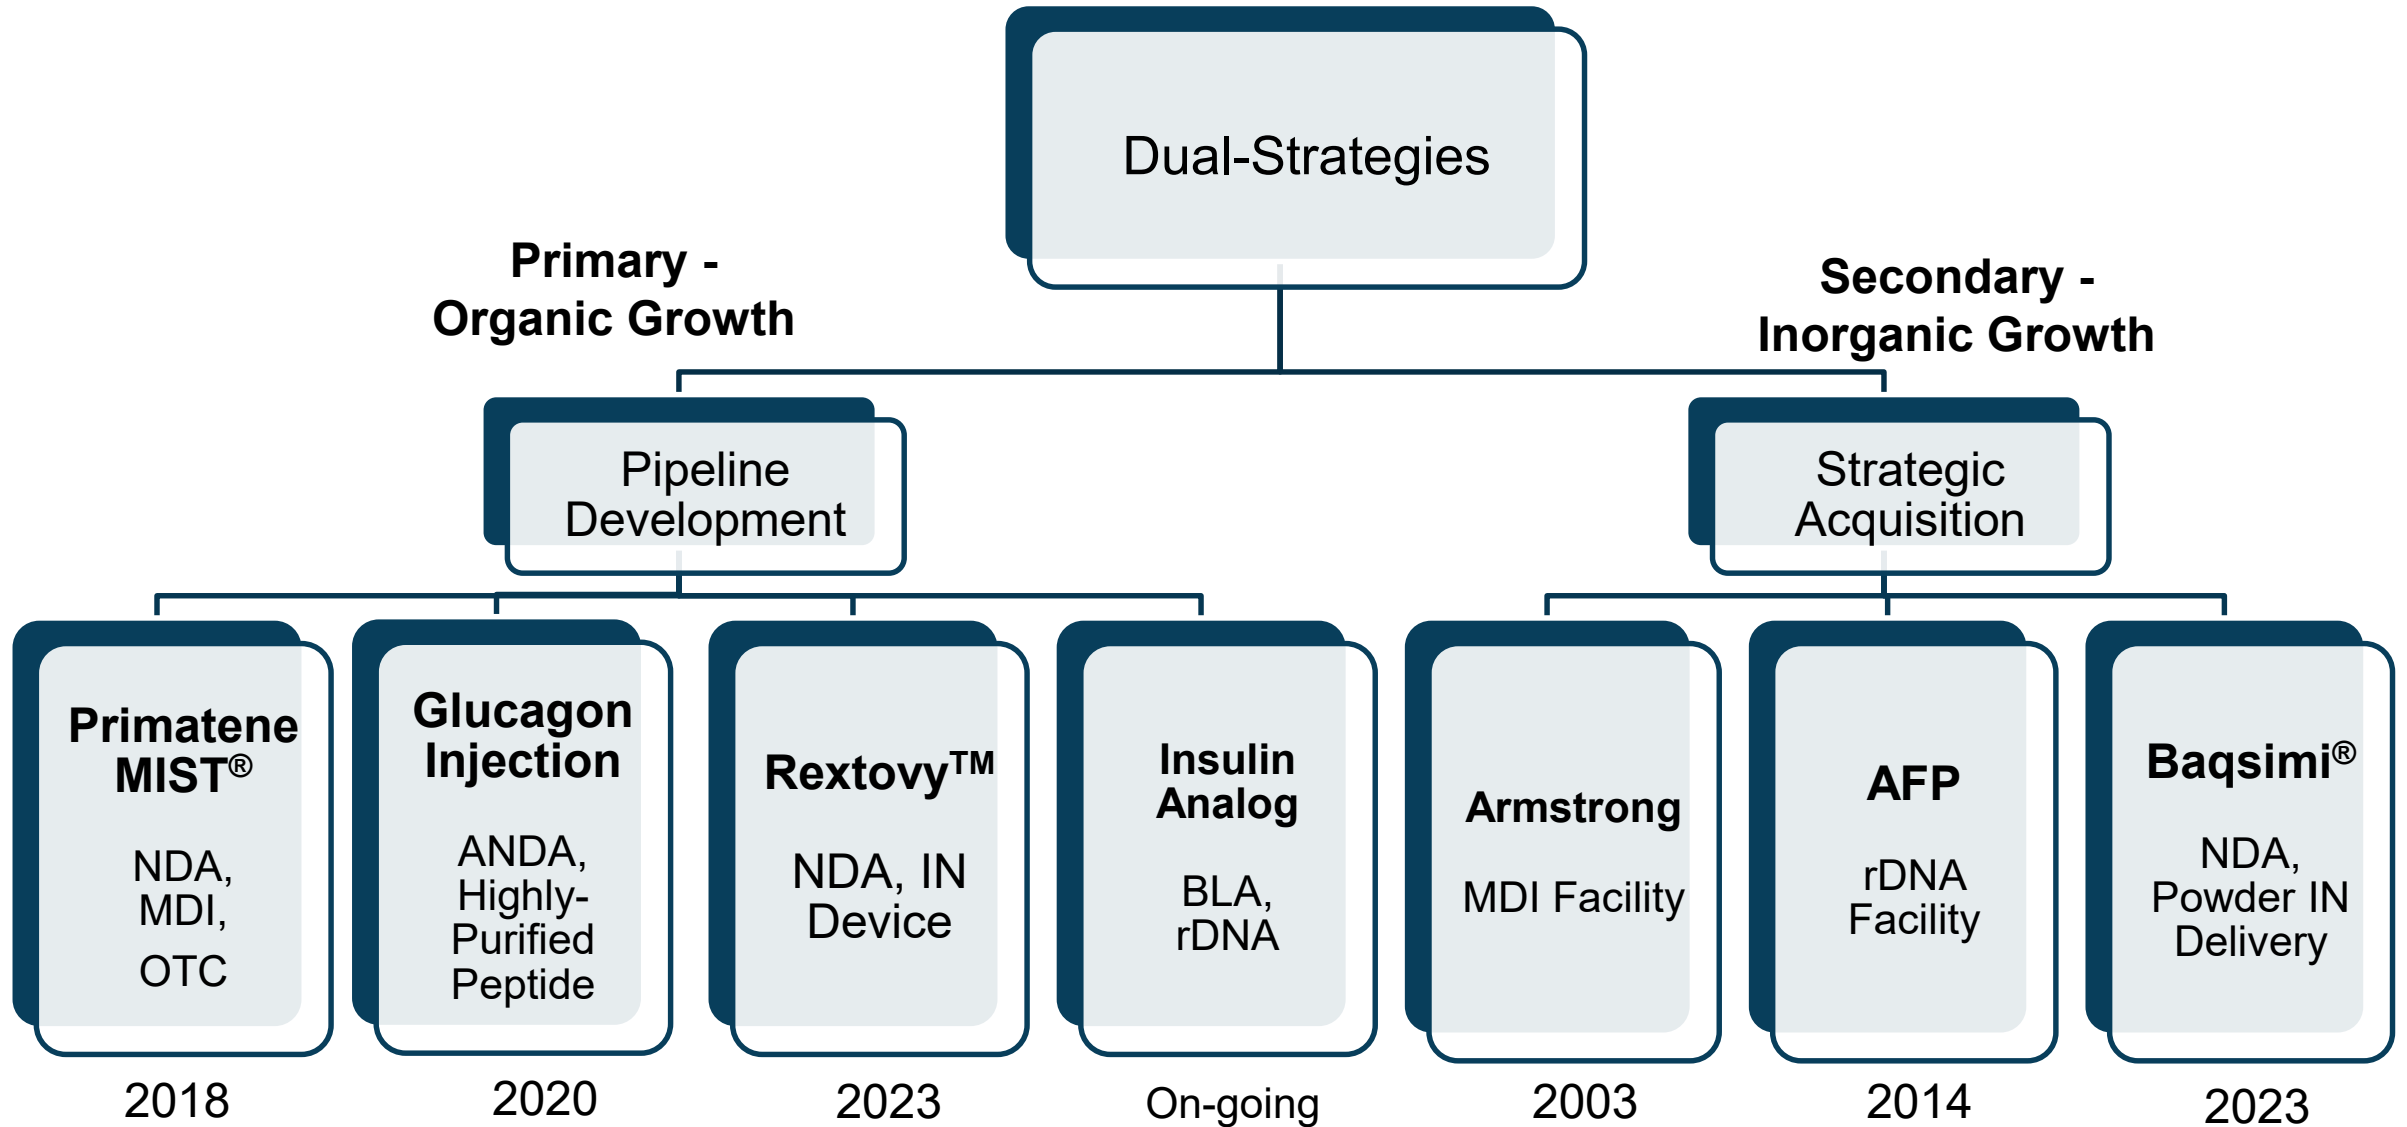 Dual-Strategies
Primary -
Organic Growth
Secondary -
Inorganic Growth
Pipeline
Development
Strategic
Acquisition
Primatene
MIST®
NDA,
MDI,
OTC
2018
Glucagon
Injection
ANDA,
Highly-
Purified
Peptide
2020
Rextovy™
NDA, IN
Device
2023
Insulin
Analog
BLA,
rDNA
On-going
Armstrong
MDI Facility
2003
AFP
rDNA
Facility
2014
Baqsimi®
NDA,
Powder IN
Delivery
2023